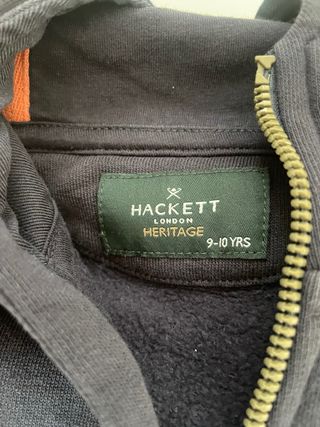 HACKETT
LONDON
HERITAGE
9-10 YRS